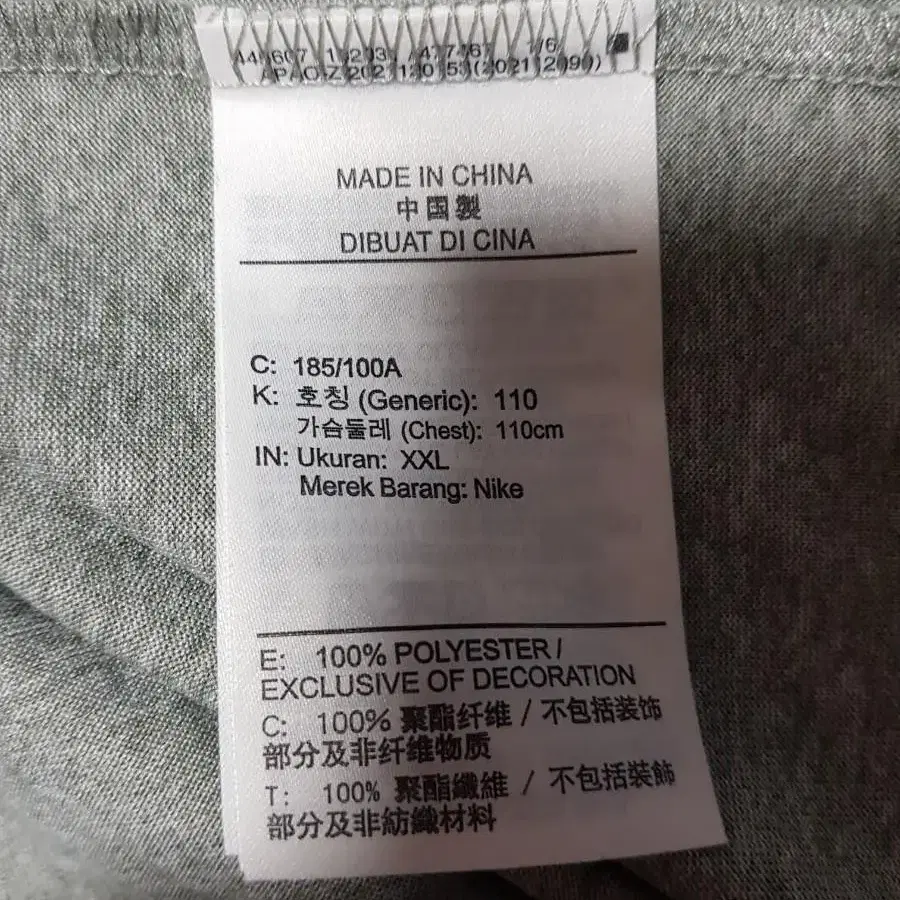 1/6
MADE IN CHINA
中国製
DIBUAT DI CINA
C: 185/100A
K: 호칭 (Generic): 110
가슴둘레 (Chest): 110cm
IN: Ukuran: XXL
Merek Barang: Nike
E: 100% POLYESTER /
EXCLUSIVE OF DECORATION
C: 100% 聚酯纤维 / 不包括装饰
部分及非纤维物质
T: 100% 聚酯纖維 / 不包括裝飾
部分及非紡織材料